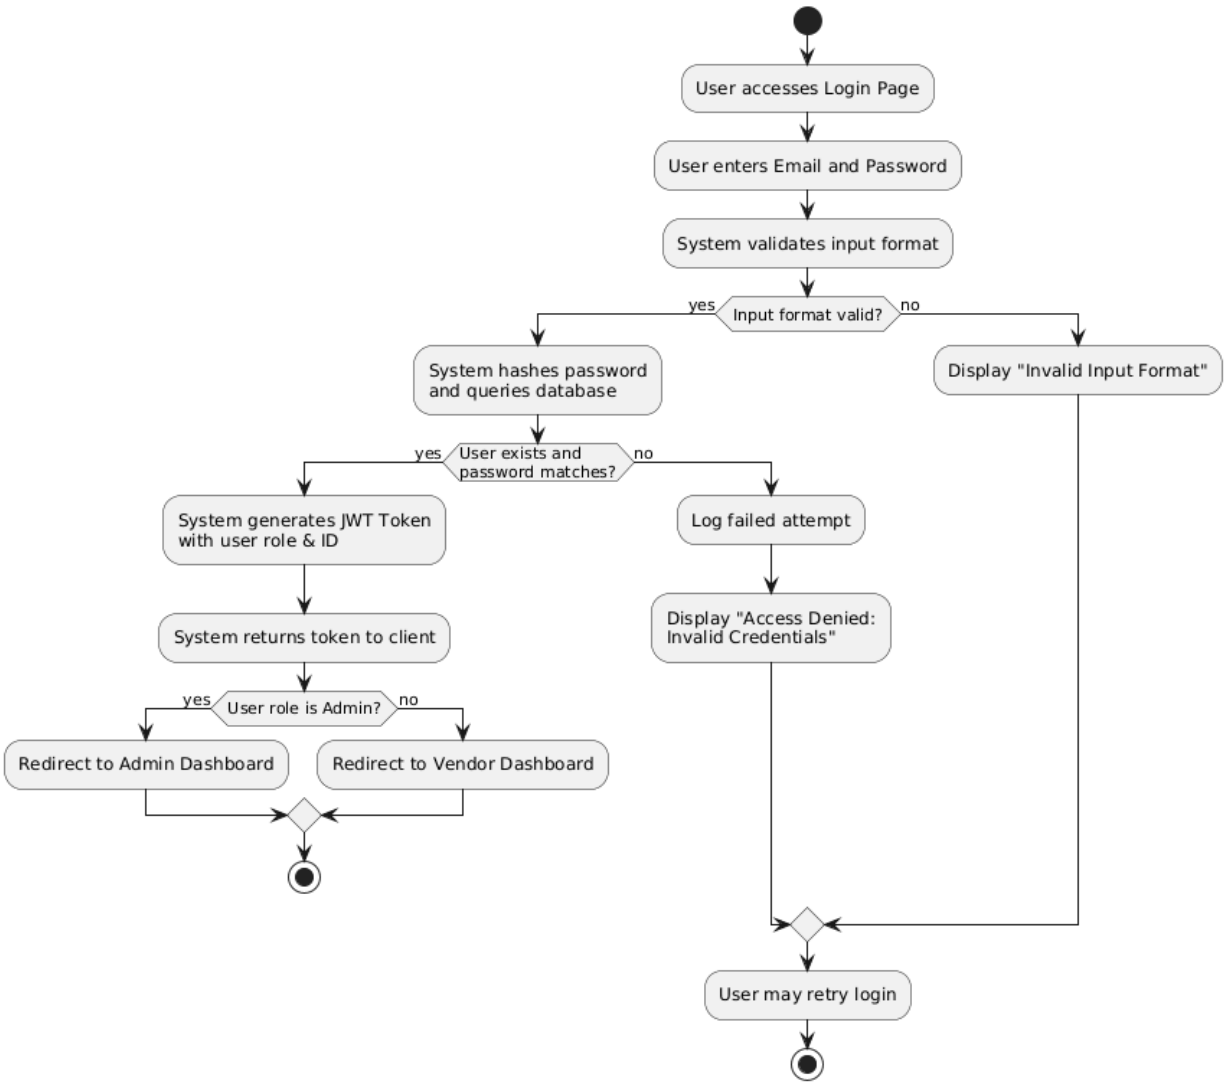 User accesses Login Page
User enters Email and Password
System validates input format
yes
Input format valid?
no
System hashes password
and queries database
Display "Invalid Input Format"
yes
User exists and
password matches?
no
System generates JWT Token
with user role & ID
Log failed attempt
System returns token to client
Display "Access Denied:
Invalid Credentials"
yes
User role is Admin?
no
Redirect to Admin Dashboard
Redirect to Vendor Dashboard
User may retry login